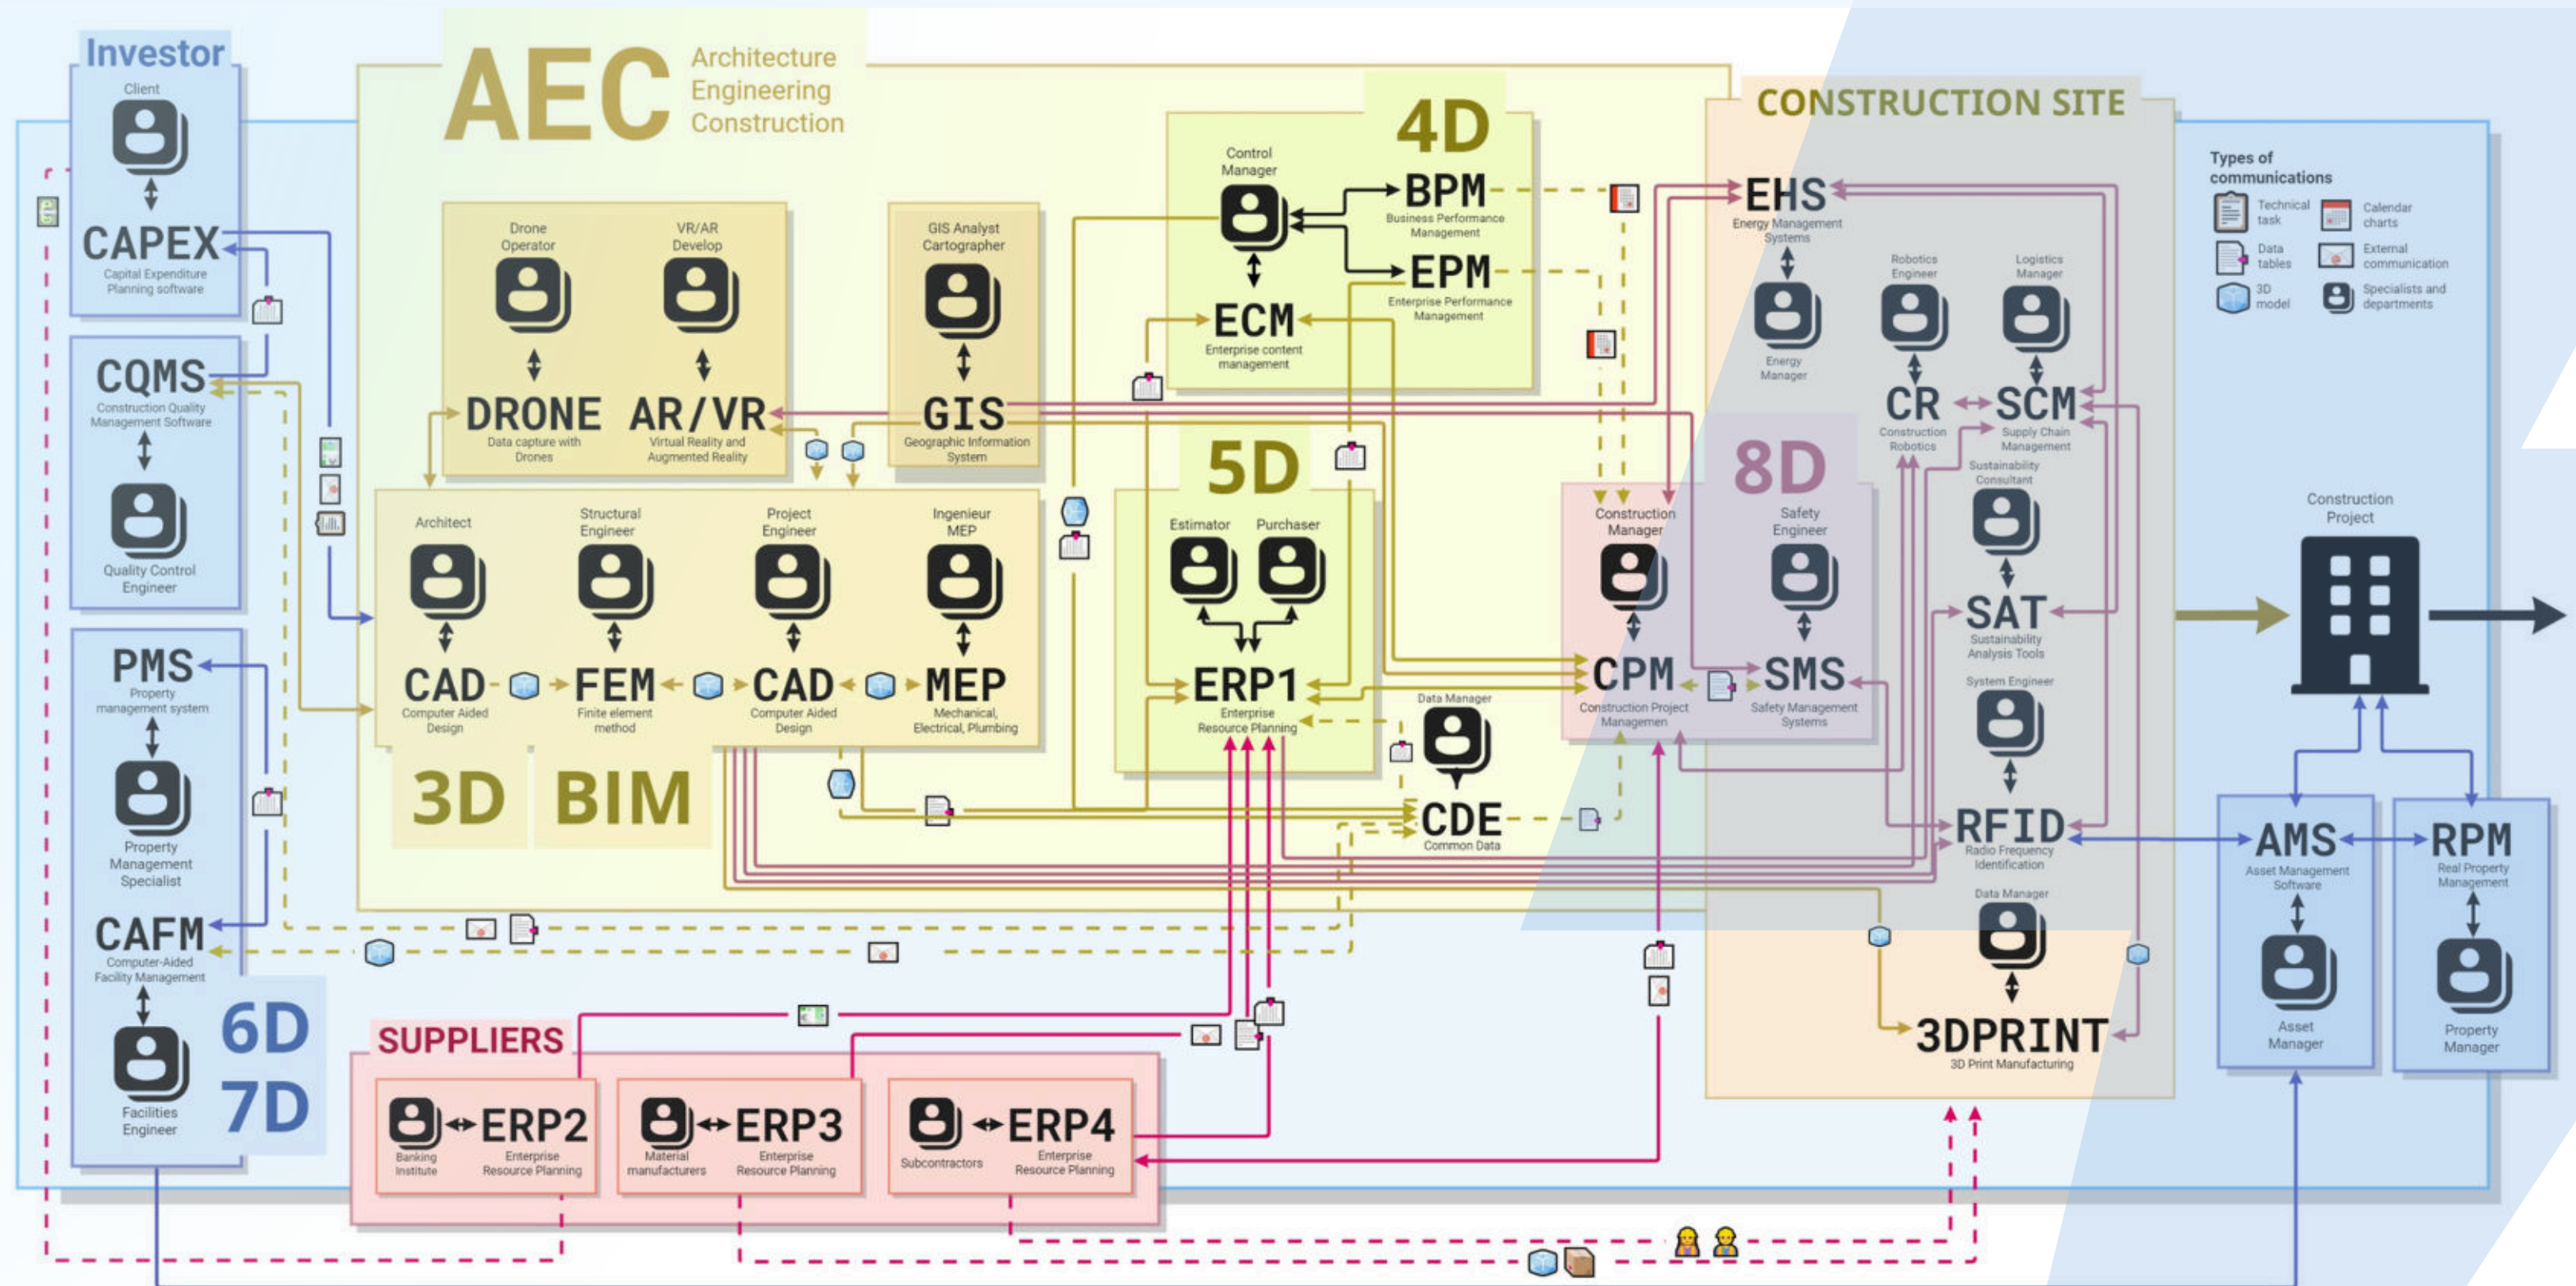 Investor
Client
CAPEX
Capital Expenditure
Planning software
CQMS
Construction Quality
Management Software
Quality Control
Engineer
PMS
Property
management system
Property
Management
Specialist
CAFM
Computer-Aided
Facility Management
Facilities
Engineer
6D
7D
AEC
Architecture
Engineering
Construction
Drone
Operator
DRONE
Data capture with
Drones
VR/AR
Develop
AR/VR
Virtual Reality and
Augmented Reality
GIS Analyst
Cartographer
GIS
Geographic Information
System
Architect
CAD
Computer Aided
Design
Structural
Engineer
FEM
Finite element
method
Project
Engineer
CAD
Computer Aided
Design
Ingenieur
MEP
MEP
Mechanical,
Electrical, Plumbing
3D
BIM
4D
Control
Manager
BPM
Business Performance
Management
EPM
Enterprise Performance
Management
ECM
Enterprise content
management
5D
Estimator
Purchaser
ERP1
Enterprise
Resource Planning
Data Manager
CDE
Common Data
8D
Construction
Manager
CPM
Construction Project
Managemen
Safety
Engineer
SMS
Safety Management
Systems
CONSTRUCTION SITE
EHS
Energy Management
Systems
Energy
Manager
Robotics
Engineer
CR
Construction
Robotics
Logistics
Manager
SCM
Supply Chain
Management
Sustainability
Consultant
SAT
Sustainability
Analysis Tools
System Engineer
RFID
Radio Frequency
Identification
Data Manager
3DPRINT
3D Print Manufacturing
Types of
communications
Technical
task
Calendar
charts
Data
tables
External
communication
3D
model
Specialists and
departments
Construction
Project
AMS
Asset Management
Software
Asset
Manager
RPM
Real Property
Management
Property
Manager
SUPPLIERS
Banking
Institute
ERP2
Enterprise
Resource Planning
Material
manufacturers
ERP3
Enterprise
Resource Planning
Subcontractors
ERP4
Enterprise
Resource Planning